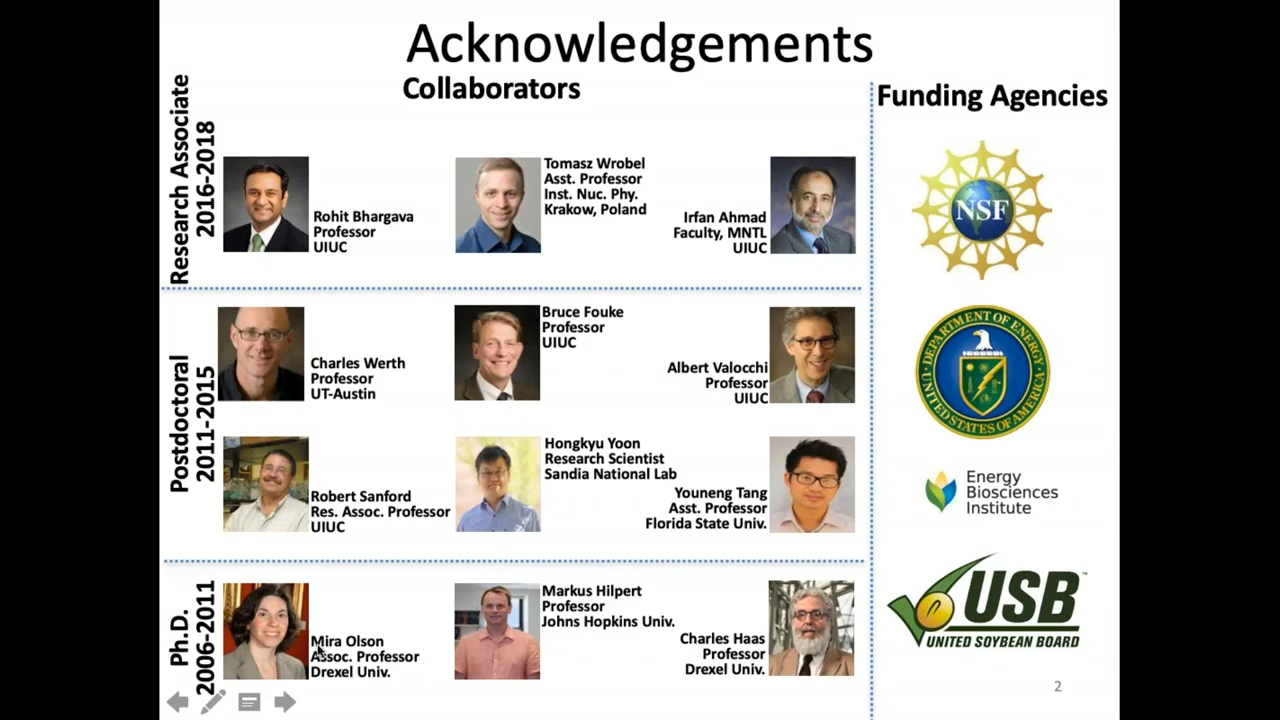 Acknowledgements
Collaborators
Funding Agencies
Research Associate
2016-2018
Rohit Bhargava
Professor
UIUC
Tomasz Wrobel
Asst. Professor
Inst. Nuc. Phy.
Krakow, Poland
Irfan Ahmad
Faculty, MNTL
UIUC
Postdoctoral
2011-2015
Charles Werth
Professor
UT-Austin
Bruce Fouke
Professor
UIUC
Albert Valocchi
Professor
UIUC
Robert Sanford
Res. Assoc. Professor
UIUC
Hongkyu Yoon
Research Scientist
Sandia National Lab
Youneng Tang
Asst. Professor
Florida State Univ.
Ph.D.
2006-2011
Mira Olson
Assoc. Professor
Drexel Univ.
Markus Hilpert
Professor
Johns Hopkins Univ.
Charles Haas
Professor
Drexel Univ.
NSF
DEPARTMENT OF ENERGY
UNITED STATES OF AMERICA
Energy
Biosciences
Institute
USB™
UNITED SOYBEAN BOARD
2